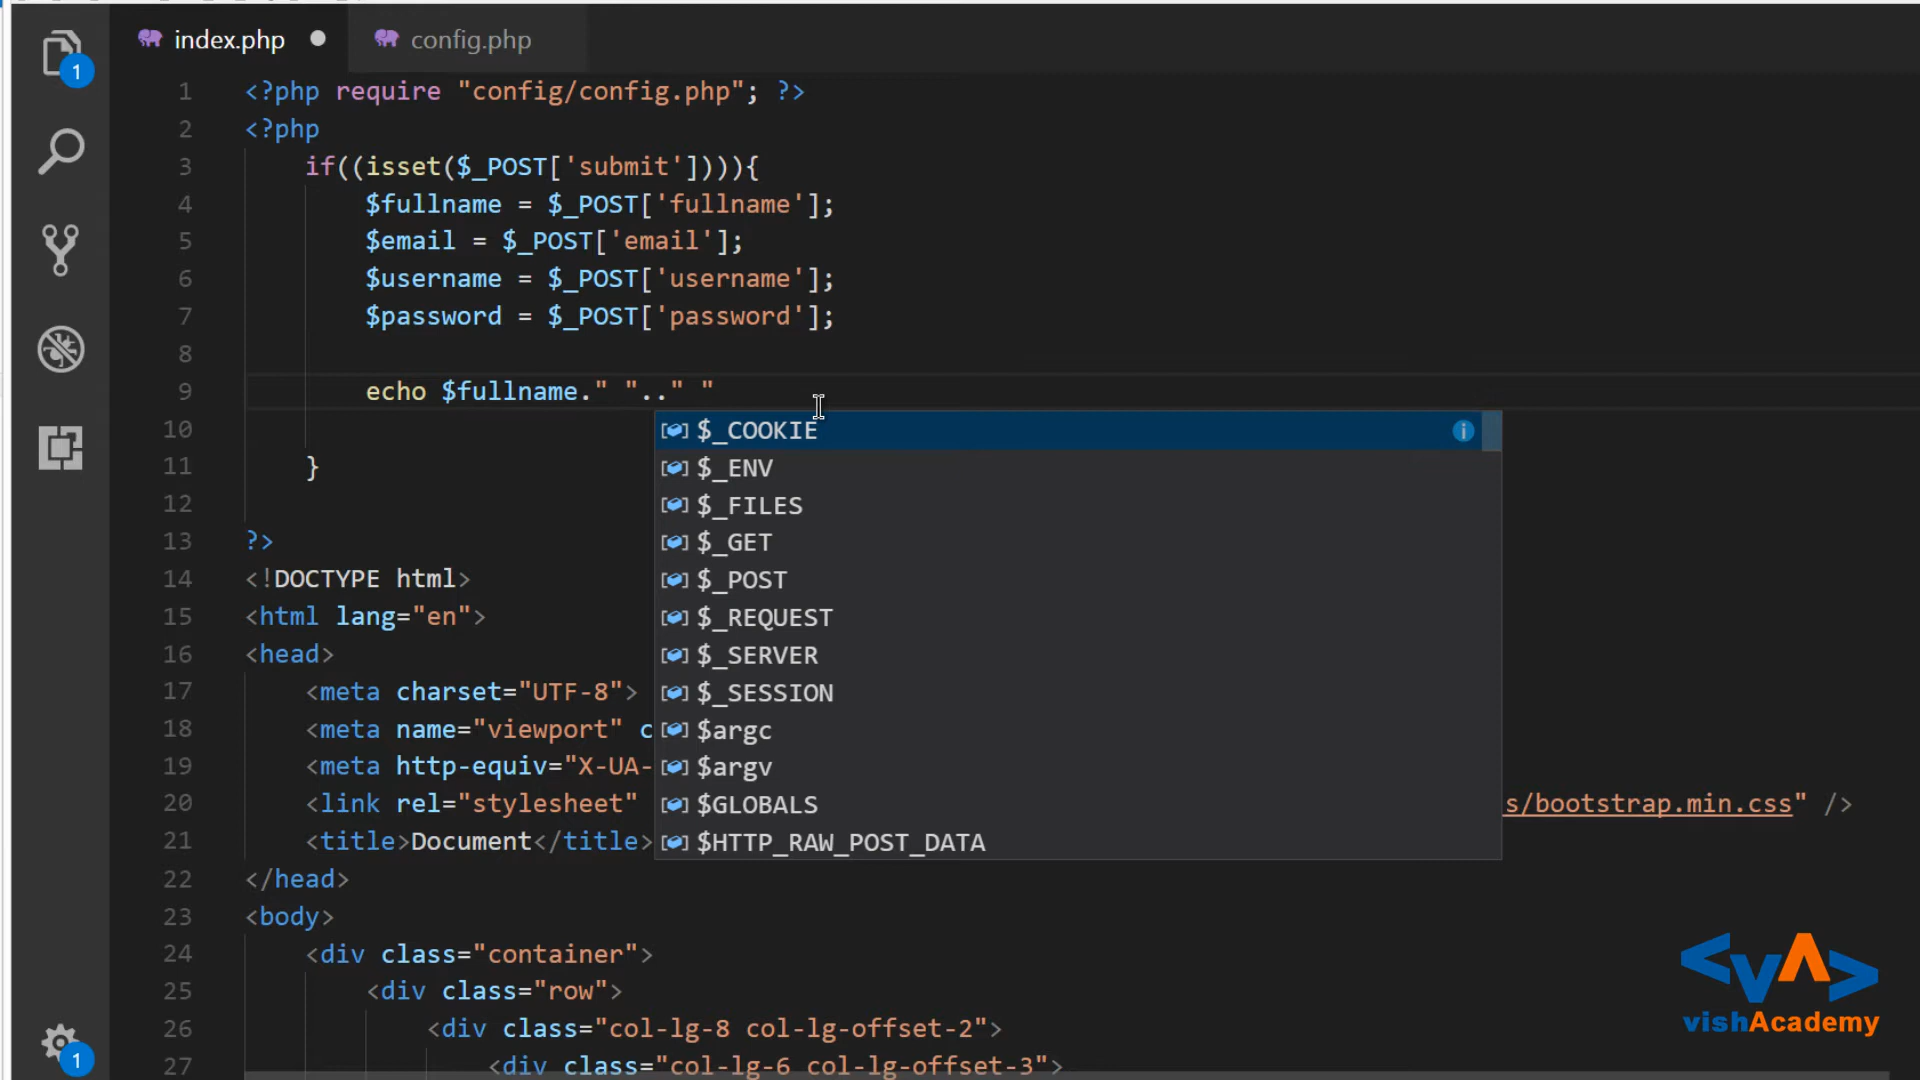 index.php
config.php
1
1 <?php require "config/config.php"; ?>
2 <?php
3 if((isset($_POST['submit']))){
4 $fullname = $_POST['fullname'];
5 $email = $_POST['email'];
6 $username = $_POST['username'];
7 $password = $_POST['password'];
8
9 echo $fullname." ".." "
10
11 }
12
13 ?>
14 <!DOCTYPE html>
15 <html lang="en">
16 <head>
17 <meta charset="UTF-8">
18 <meta name="viewport" c
19 <meta http-equiv="X-UA-
20 <link rel="stylesheet" s/bootstrap.min.css" />
21 <title>Document</title>
22 </head>
23 <body>
24 <div class="container">
25 <div class="row">
26 <div class="col-lg-8 col-lg-offset-2">
27 <div class="col-lg-6 col-lg-offset-3">
$_COOKIE
$_ENV
$_FILES
$_GET
$_POST
$_REQUEST
$_SERVER
$_SESSION
$argc
$argv
$GLOBALS
$HTTP_RAW_POST_DATA
1
<VA>
vishAcademy